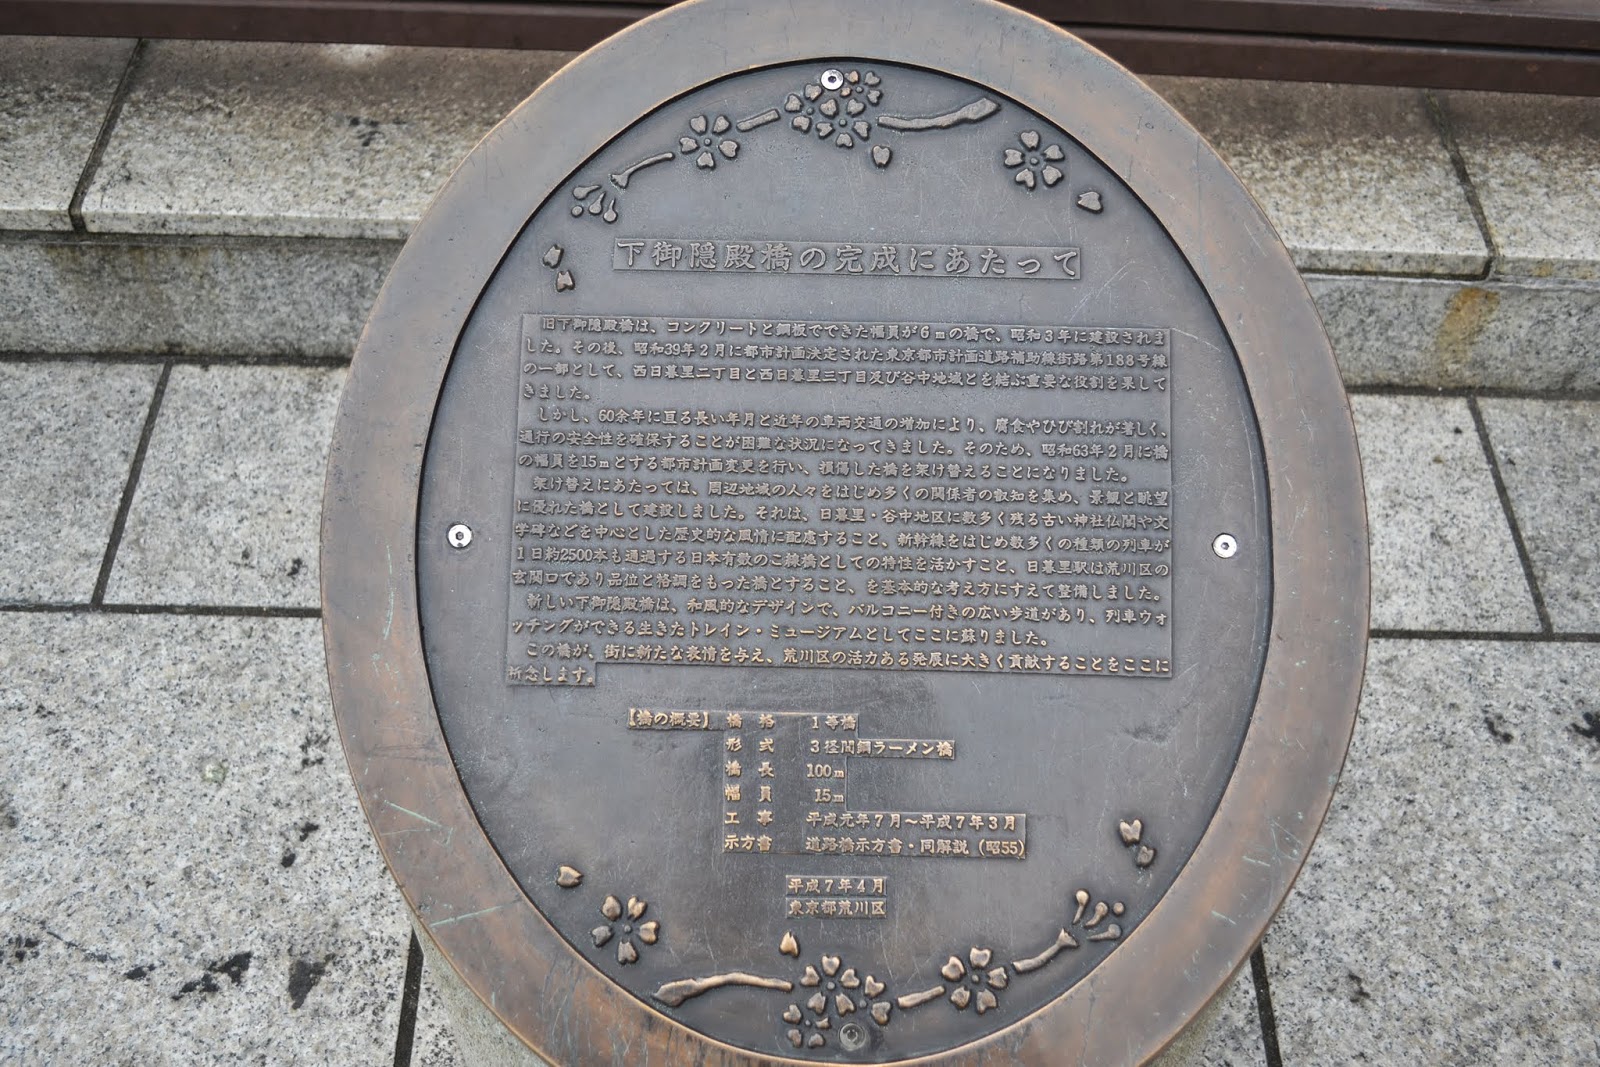 下御隠殿橋の完成にあたって
旧下御隠殿橋は、コンクリートと鋼板でできた幅員が6mの橋で、昭和3年に建設されま
した。その後、昭和39年2月に都市計画決定された東京都市計画道路補助線街路第188号線
の一部として、西日暮里二丁目と西日暮里三丁目及び谷中地域とを結ぶ重要な役割を果して
きました。
しかし、60余年に亘る長い年月と近年の車両交通の増加により、腐食やひび割れが著しく、
通行の安全性を確保することが困難な状況になってきました。そのため、昭和63年2月に橋
の幅員を15mとする都市計画変更を行い、損傷した橋を架け替えることになりました。
架け替えにあたっては、周辺地域の人々をはじめ多くの関係者の叡知を集め、景観と眺望
に優れた橋として建設しました。それは、日暮里・谷中地区に数多く残る古い神社仏閣や文
学碑などを中心とした歴史的な風情に配慮すること、新幹線をはじめ数多くの種類の列車が
1日約2500本も通過する日本有数のこ線橋としての特性を活かすこと、日暮里駅は荒川区の
玄関口であり品位と格調をもった橋とすること、を基本的な考え方にすえて整備しました。
新しい下御隠殿橋は、和風的なデザインで、バルコニー付きの広い歩道があり、列車ウォ
ッチングができる生きたトレイン・ミュージアムとしてここに蘇りました。
この橋が、街に新たな表情を与え、荒川区の活力ある発展に大きく貢献することをここに
祈念します。
【橋の概要】 橋 格 1等橋
形 式 3径間鋼ラーメン橋
橋 長 100m
幅 員 15m
工 事 平成元年7月〜平成7年3月
示方書 道路橋示方書・同解説(昭55)
平成7年4月
東京都荒川区